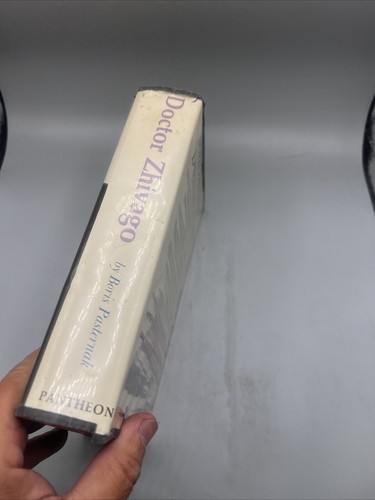 Doctor Zhivago
by Boris Pasternak
PANTHEON